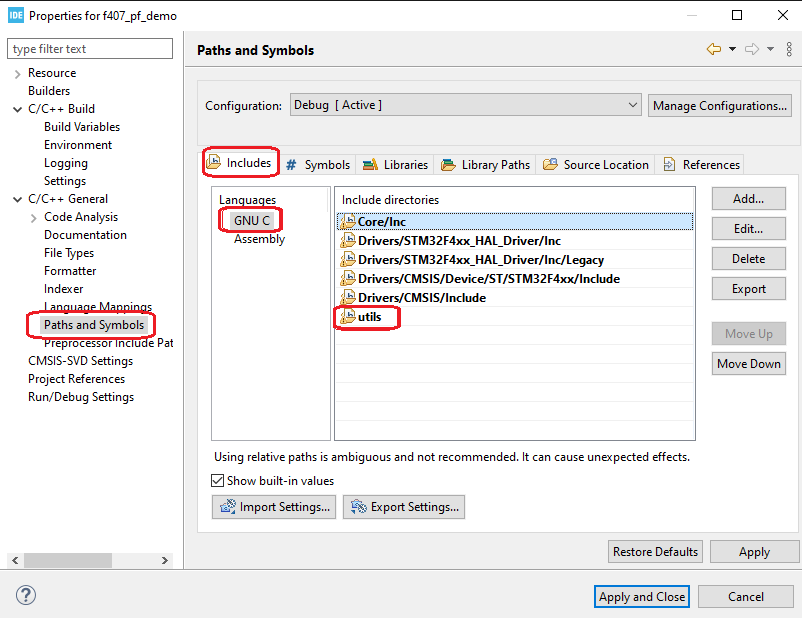 IDE Properties for f407_pf_demo
type filter text
Resource
Builders
C/C++ Build
Build Variables
Environment
Logging
Settings
C/C++ General
Code Analysis
Documentation
File Types
Formatter
Indexer
Language Mappings
Paths and Symbols
Preprocessor Include Pat
CMSIS-SVD Settings
Project References
Run/Debug Settings
Paths and Symbols
Configuration: Debug [ Active ] Manage Configurations...
Includes # Symbols Libraries Library Paths Source Location References
Languages
GNU C
Assembly
Include directories
Core/Inc
Drivers/STM32F4xx_HAL_Driver/Inc
Drivers/STM32F4xx_HAL_Driver/Inc/Legacy
Drivers/CMSIS/Device/ST/STM32F4xx/Include
Drivers/CMSIS/Include
utils
Add...
Edit...
Delete
Export
Move Up
Move Down
Using relative paths is ambiguous and not recommended. It can cause unexpected effects.
Show built-in values
Import Settings... Export Settings...
Restore Defaults Apply
? Apply and Close Cancel